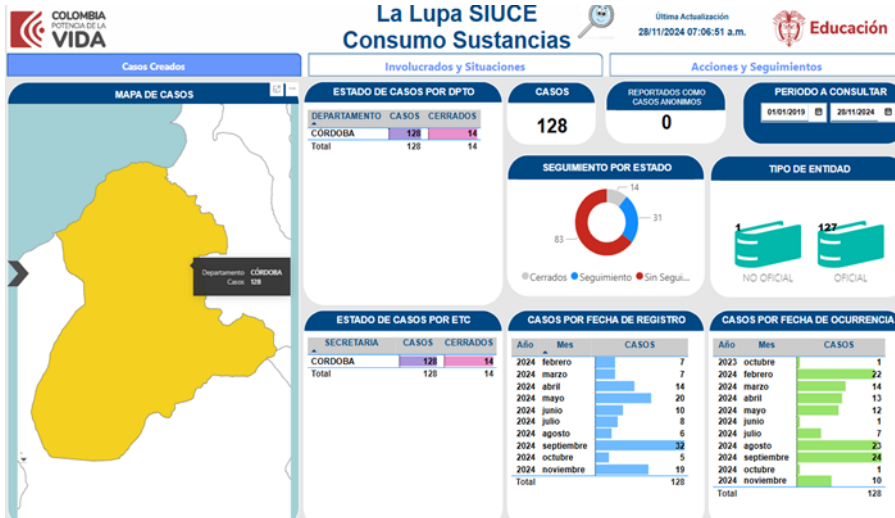 COLOMBIA
POTENCIA DE LA
VIDA
La Lupa SIUCE
Consumo Sustancias
Última Actualización
28/11/2024 07:06:51 a.m.
Educación
Casos Creados
Involucrados y Situaciones
Acciones y Seguimientos
MAPA DE CASOS
Departamento CÓRDOBA
Casos 128
ESTADO DE CASOS POR DPTO
DEPARTAMENTO CASOS CERRADOS
CÓRDOBA 128 14
Total 128 14
CASOS
128
REPORTADOS COMO
CASOS ANONIMOS
0
PERIODO A CONSULTAR
01/01/2019 28/11/2024
SEGUIMIENTO POR ESTADO
14
31
83
Cerrados Seguimiento Sin Segui...
TIPO DE ENTIDAD
1 127
NO OFICIAL OFICIAL
ESTADO DE CASOS POR ETC
SECRETARIA CASOS CERRADOS
CORDOBA 128 14
Total 128 14
CASOS POR FECHA DE REGISTRO
Año Mes CASOS
2024 febrero 7
2024 marzo 7
2024 abril 14
2024 mayo 20
2024 junio 10
2024 julio 8
2024 agosto 6
2024 septiembre 32
2024 octubre 5
2024 noviembre 19
Total 128
CASOS POR FECHA DE OCURRENCIA
Año Mes CASOS
2023 octubre 1
2024 febrero 22
2024 marzo 14
2024 abril 13
2024 mayo 12
2024 junio 1
2024 julio 7
2024 agosto 23
2024 septiembre 24
2024 octubre 1
2024 noviembre 10
Total 128